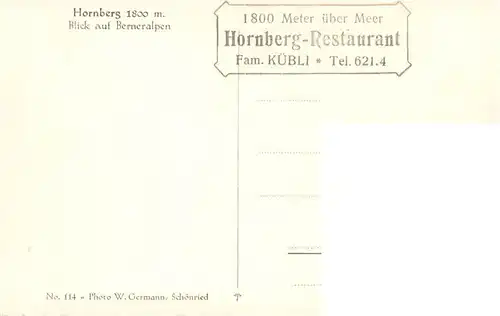 Hornberg 1800 m.
Blick auf Berneralpen
1800 Meter über Meer
Hornberg-Restaurant
Fam. KÜBLI * Tel. 621.4
No. 114 - Photo W. Germann, Schönried